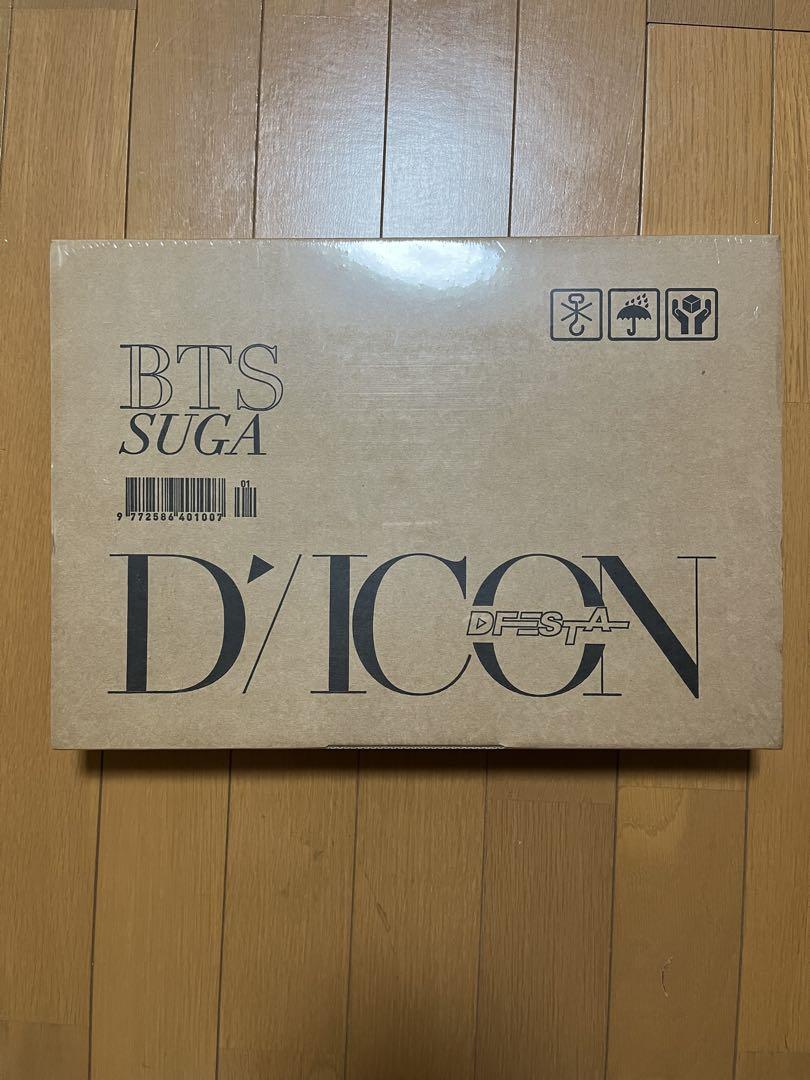 BTS
SUGA
01
9 772586 401007
D'/ICON
DFESTA